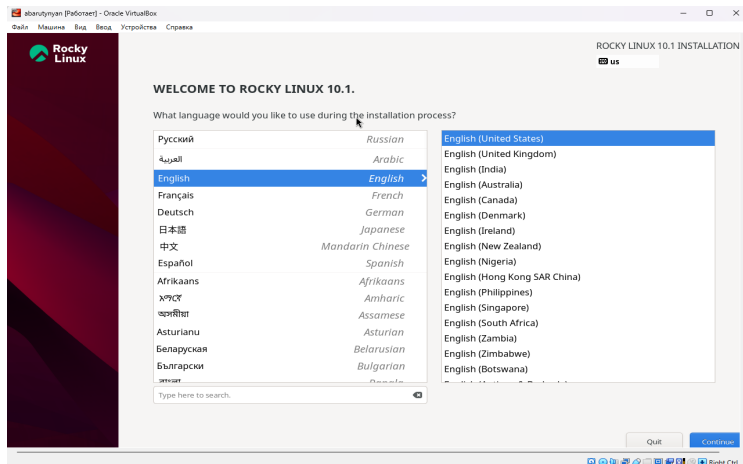 abarutynyan [Работает] - Oracle VirtualBox
Файл Машина Вид Ввод Устройства Справка
Rocky
Linux
ROCKY LINUX 10.1 INSTALLATION
us
WELCOME TO ROCKY LINUX 10.1.
What language would you like to use during the installation process?
Русский Russian
العربية Arabic
English English
Français French
Deutsch German
日本語 Japanese
中文 Mandarin Chinese
Español Spanish
Afrikaans Afrikaans
አማርኛ Amharic
অসমীয়া Assamese
Asturianu Asturian
Беларуская Belarusian
Български Bulgarian
বাংলা Bangla
English (United States)
English (United Kingdom)
English (India)
English (Australia)
English (Canada)
English (Denmark)
English (Ireland)
English (New Zealand)
English (Nigeria)
English (Hong Kong SAR China)
English (Philippines)
English (Singapore)
English (South Africa)
English (Zambia)
English (Zimbabwe)
English (Botswana)
Type here to search.
Quit
Continue
Right Ctrl